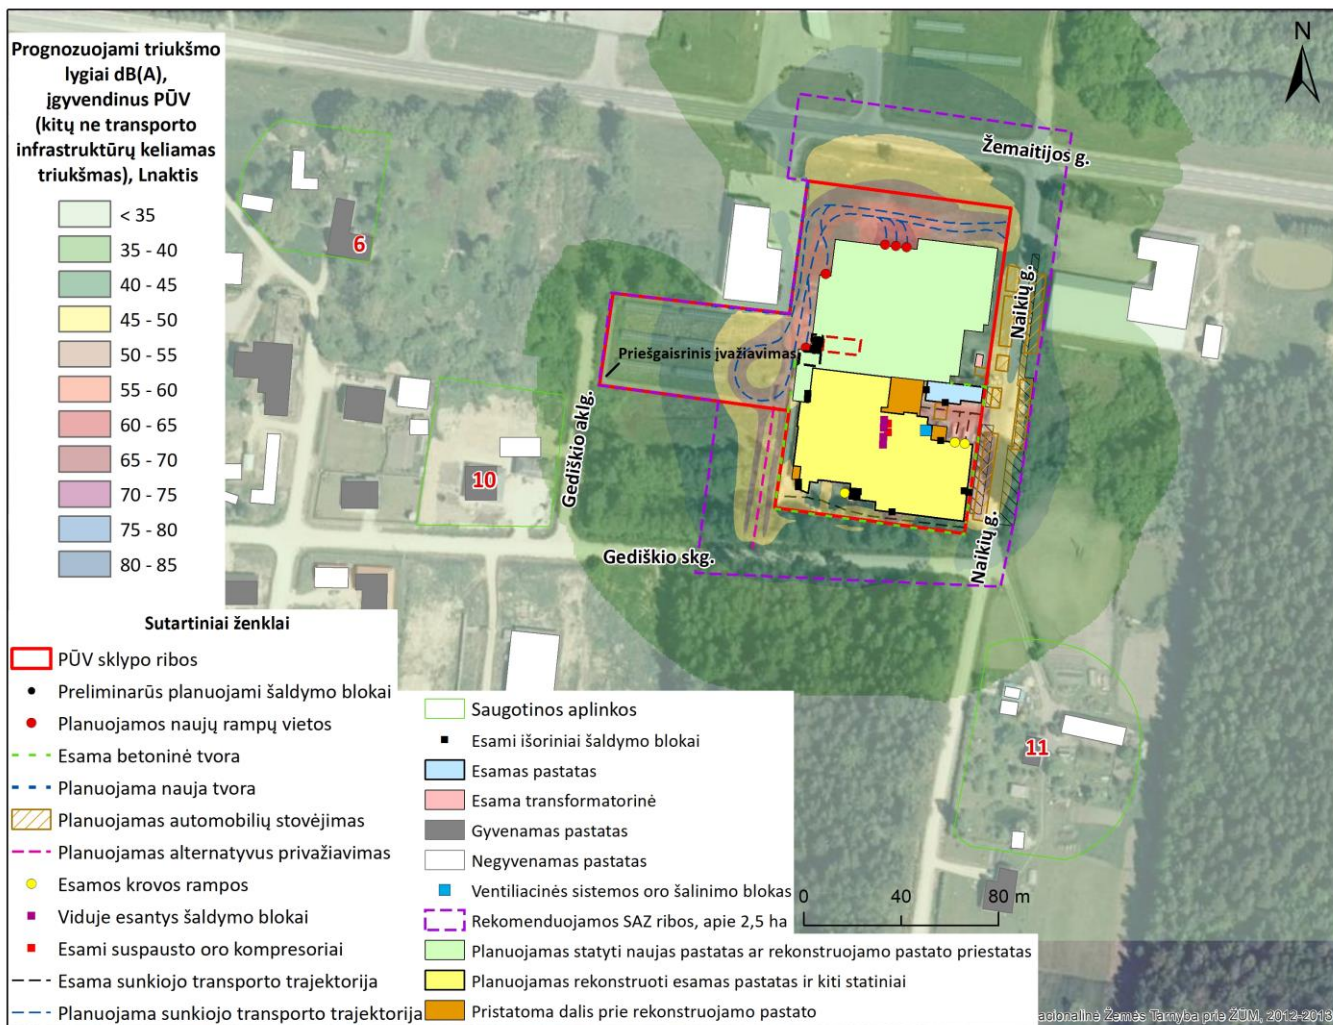 Prognozuojami triukšmo
lygiai dB(A),
įgyvendinus PŪV
(kitų ne transporto
infrastruktūrų keliamas
triukšmas), Lnaktis
< 35
35 - 40
40 - 45
45 - 50
50 - 55
55 - 60
60 - 65
65 - 70
70 - 75
75 - 80
80 - 85
N
Žemaitijos g.
6
Naikių g.
Priešgaisrinis įvažiavimas
Gediškio aklg.
10
Gediškio skg.
Naikių g.
11
0 40 80 m
Sutartiniai ženklai
PŪV sklypo ribos
Preliminarūs planuojami šaldymo blokai
Planuojamos naujų rampų vietos
Esama betoninė tvora
Planuojama nauja tvora
Planuojamas automobilių stovėjimas
Planuojamas alternatyvus privažiavimas
Esamos krovos rampos
Viduje esantys šaldymo blokai
Esami suspausto oro kompresoriai
Esama sunkiojo transporto trajektorija
Planuojama sunkiojo transporto trajektorija
Saugotinos aplinkos
Esami išoriniai šaldymo blokai
Esamas pastatas
Esama transformatorinė
Gyvenamas pastatas
Negyvenamas pastatas
Ventiliacinės sistemos oro šalinimo blokas
Rekomenduojamos SAZ ribos, apie 2,5 ha
Planuojamas statyti naujas pastatas ar rekonstruojamo pastato priestatas
Planuojamas rekonstruoti esamas pastatas ir kiti statiniai
Pristatoma dalis prie rekonstruojamo pastato
acionalinė Žemės Tarnyba prie ŽŪM, 2012-2013